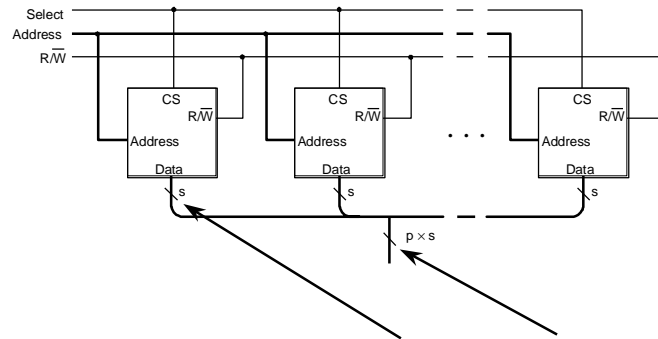 Select
Address
R/W̅
CS
R/W̅
Address
Data
s
CS
R/W̅
Address
Data
s
. . .
CS
R/W̅
Address
Data
s
p × s